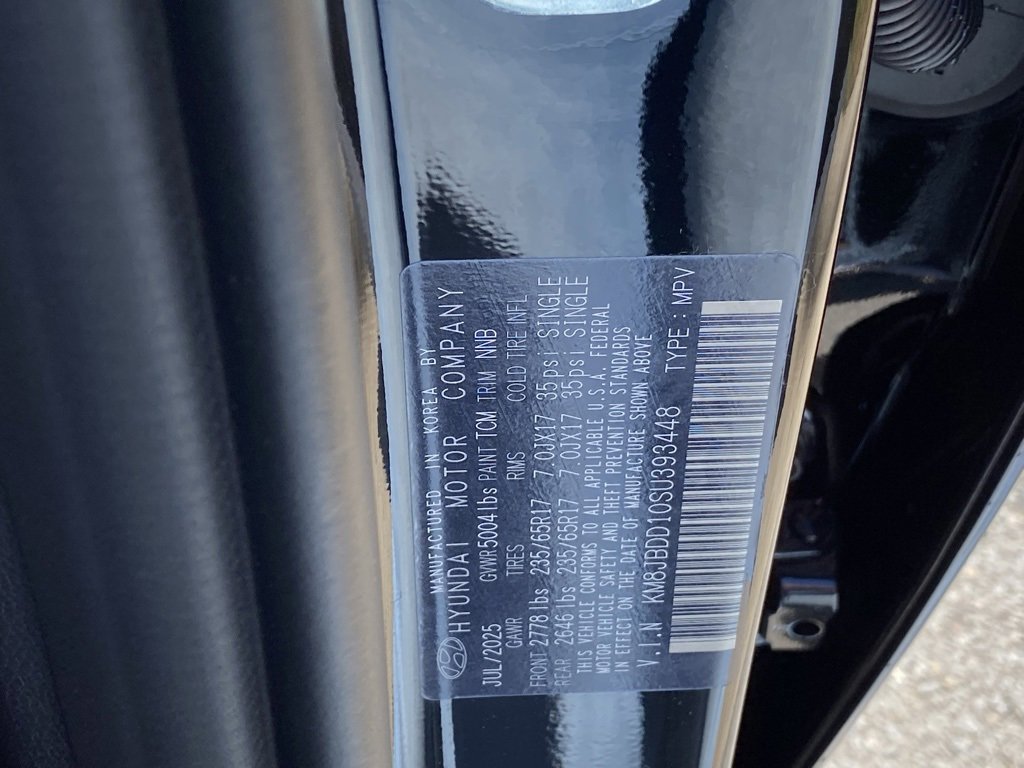 MANUFACTURED IN KOREA BY
HYUNDAI MOTOR COMPANY
JUL/2025 GVWR5004lbs PAINT TCM TRIM NNB
GAWR TIRES RIMS COLD TIRE INFL
FRONT 2778lbs 235/65R17 7.0JX17 35psi SINGLE
REAR 2646lbs 235/65R17 7.0JX17 35psi SINGLE
THIS VEHICLE CONFORMS TO ALL APPLICABLE U.S.A. FEDERAL
MOTOR VEHICLE SAFETY AND THEFT PREVENTION STANDARDS
IN EFFECT ON THE DATE OF MANUFACTURE SHOWN ABOVE
V.I.N KM8JBDD10SU393448 TYPE : MPV